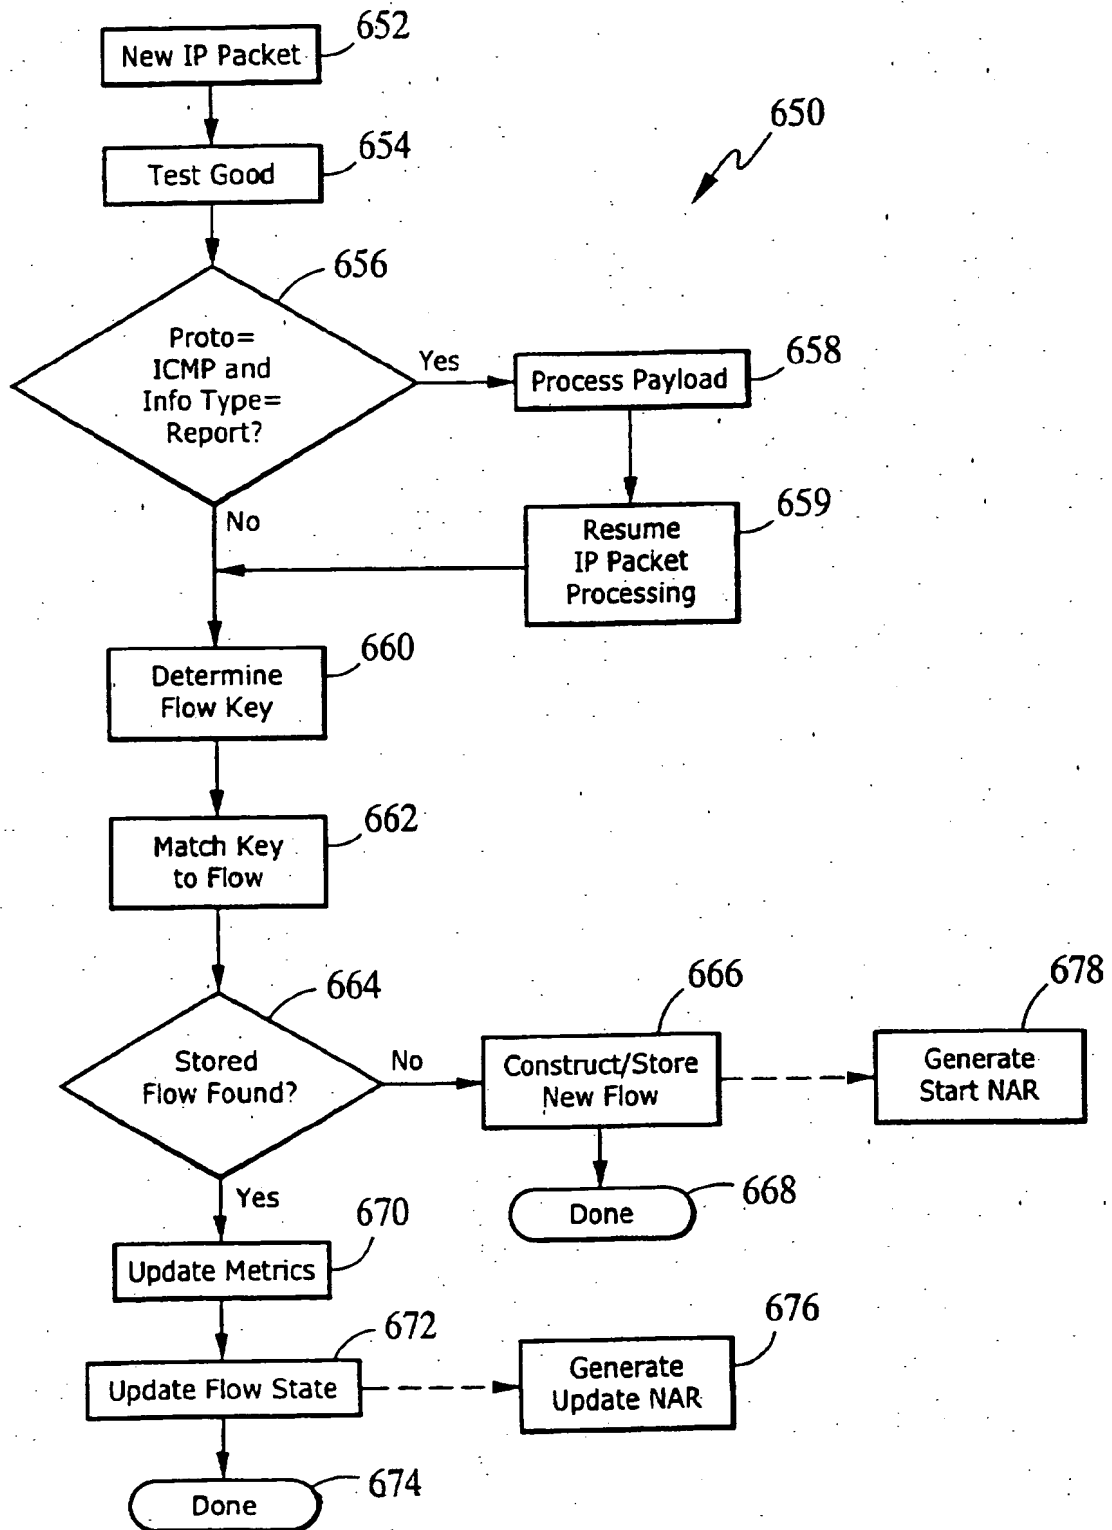 652
New IP Packet
650
654
Test Good
656
Proto=
ICMP and
Info Type=
Report?
Yes
658
Process Payload
No
659
Resume
IP Packet
Processing
660
Determine
Flow Key
662
Match Key
to Flow
664
Stored
Flow Found?
No
666
Construct/Store
New Flow
678
Generate
Start NAR
668
Done
Yes
670
Update Metrics
672
Update Flow State
676
Generate
Update NAR
674
Done